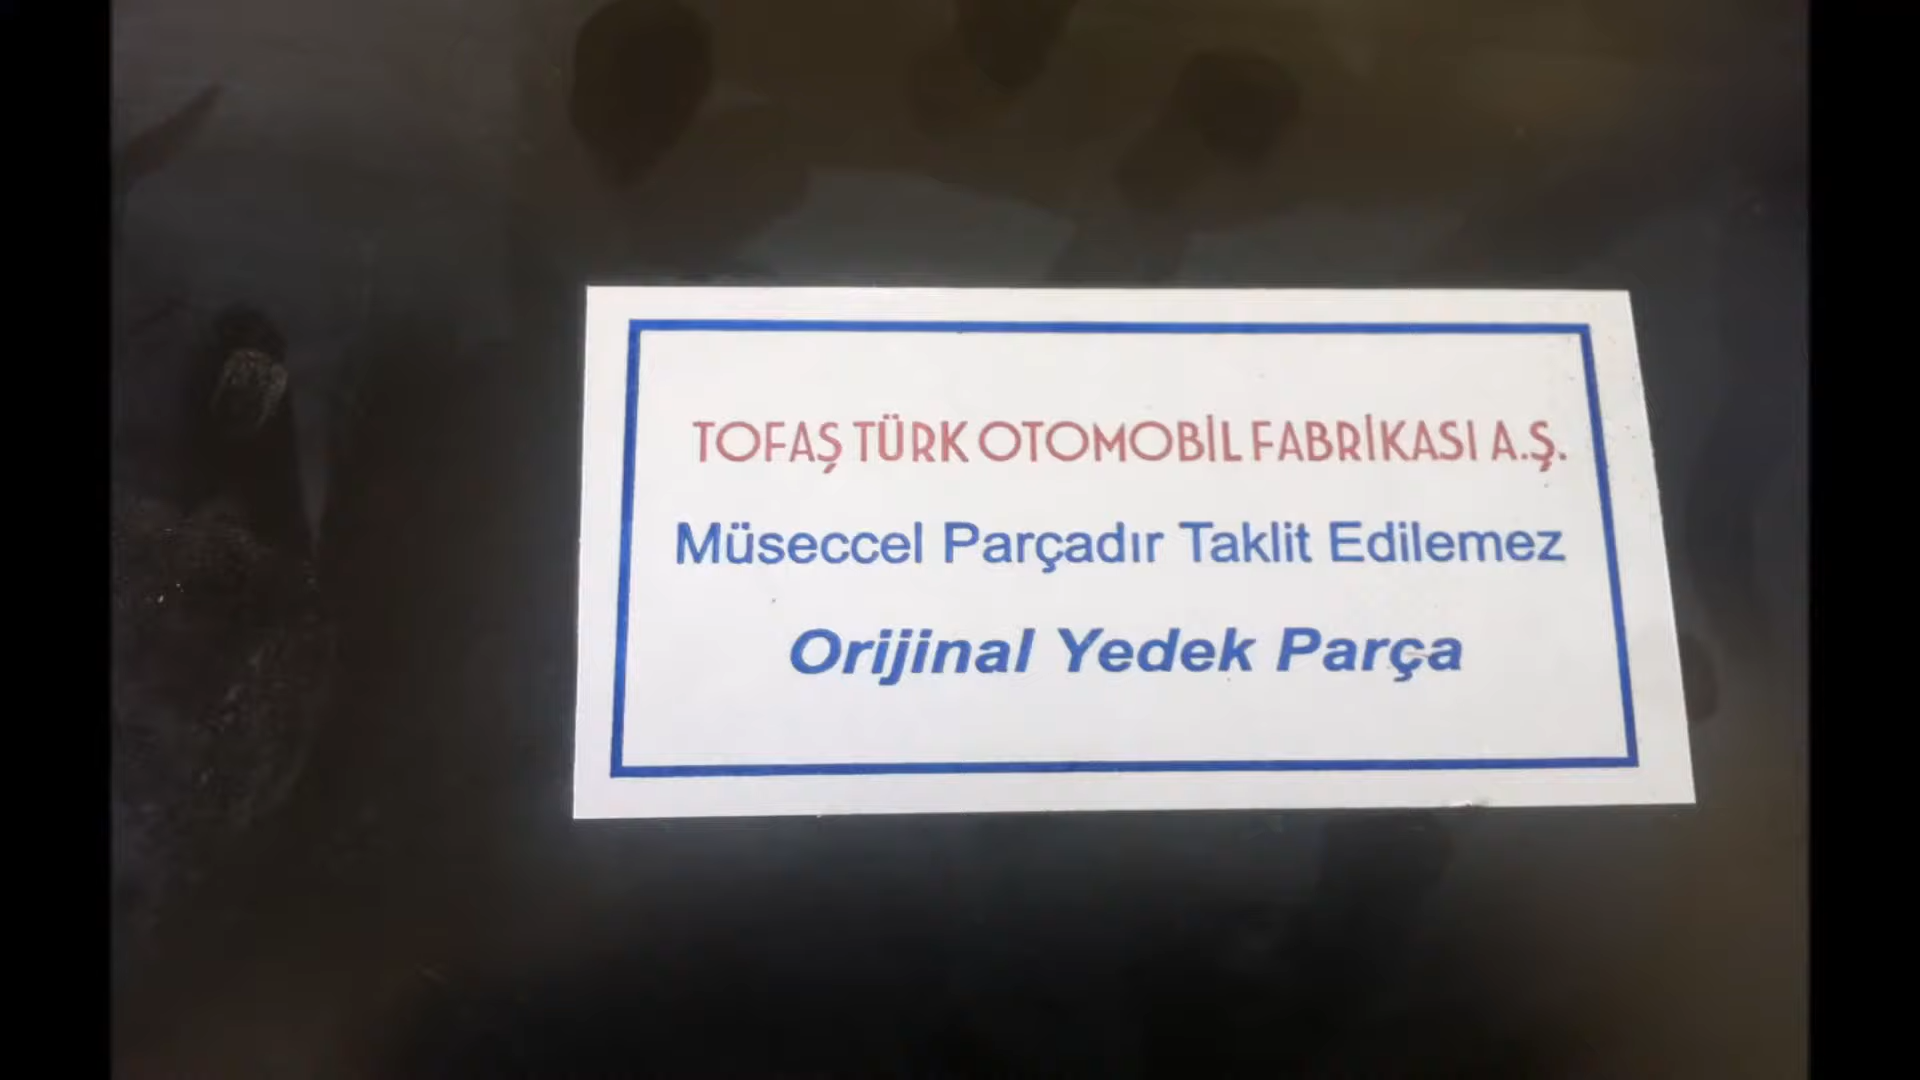 TOFAŞ TÜRK OTOMOBİL FABRİKASI A.Ş.
Müseccel Parçadır Taklit Edilemez
Orijinal Yedek Parça